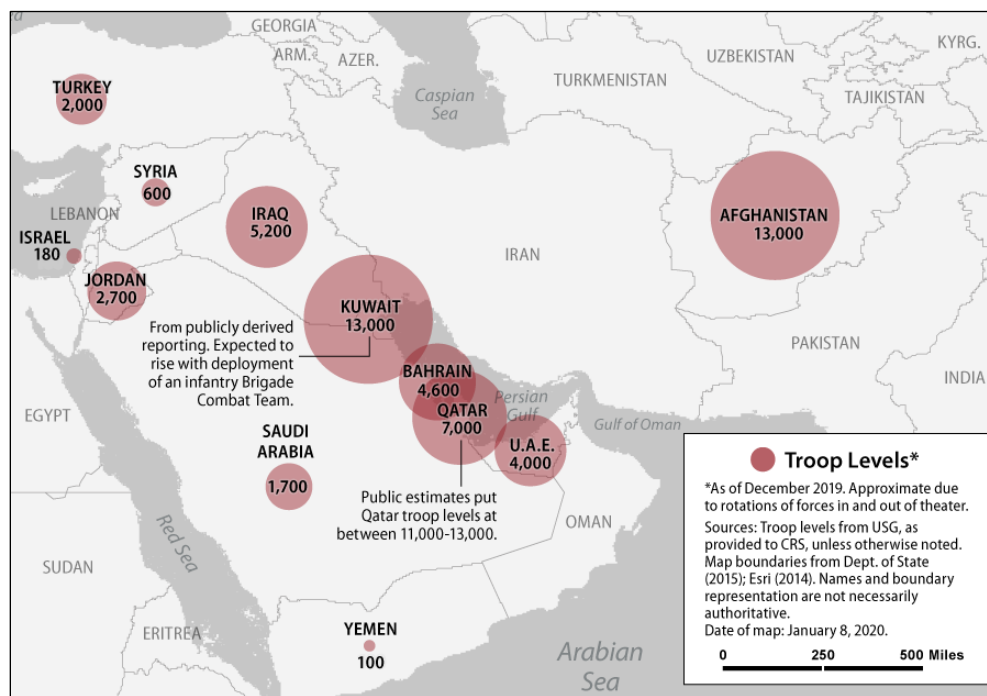 GEORGIA
ARM.
AZER.
Caspian
Sea
TURKMENISTAN
UZBEKISTAN
KYRG.
TAJIKISTAN
TURKEY
2,000
SYRIA
600
LEBANON
ISRAEL
180
JORDAN
2,700
IRAQ
5,200
IRAN
AFGHANISTAN
13,000
KUWAIT
13,000
From publicly derived
reporting. Expected to
rise with deployment
of an infantry Brigade
Combat Team.
PAKISTAN
INDIA
BAHRAIN
4,600
Persian
Gulf
QATAR
7,000
Gulf of Oman
EGYPT
SAUDI
ARABIA
1,700
U.A.E.
4,000
Public estimates put
Qatar troop levels at
between 11,000-13,000.
OMAN
Red Sea
SUDAN
ERITREA
YEMEN
100
Arabian
Sea
Troop Levels*
*As of December 2019. Approximate due
to rotations of forces in and out of theater.
Sources: Troop levels from USG, as
provided to CRS, unless otherwise noted.
Map boundaries from Dept. of State
(2015); Esri (2014). Names and boundary
representation are not necessarily
authoritative.
Date of map: January 8, 2020.
0 250 500 Miles